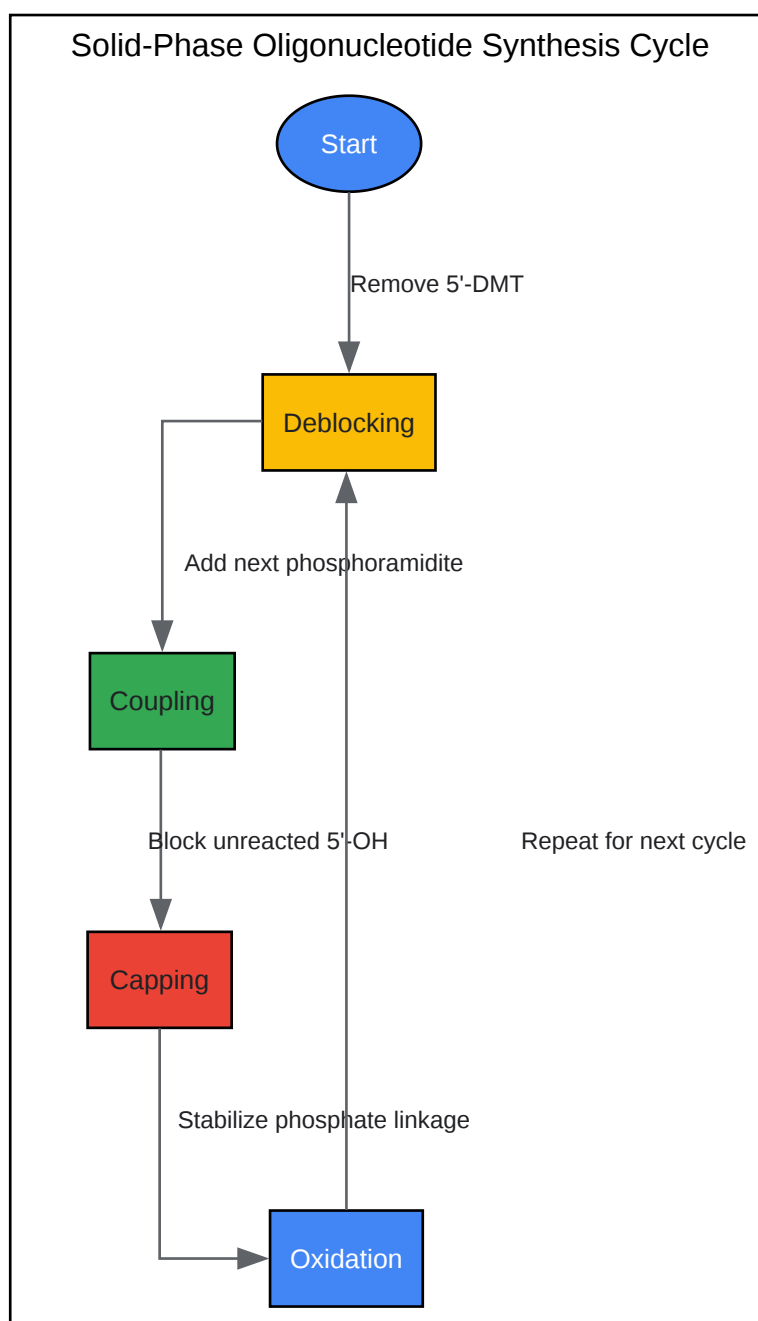 Solid-Phase Oligonucleotide Synthesis Cycle
Start
Remove 5'-DMT
Deblocking
Add next phosphoramidite
Coupling
Block unreacted 5'-OH
Repeat for next cycle
Capping
Stabilize phosphate linkage
Oxidation